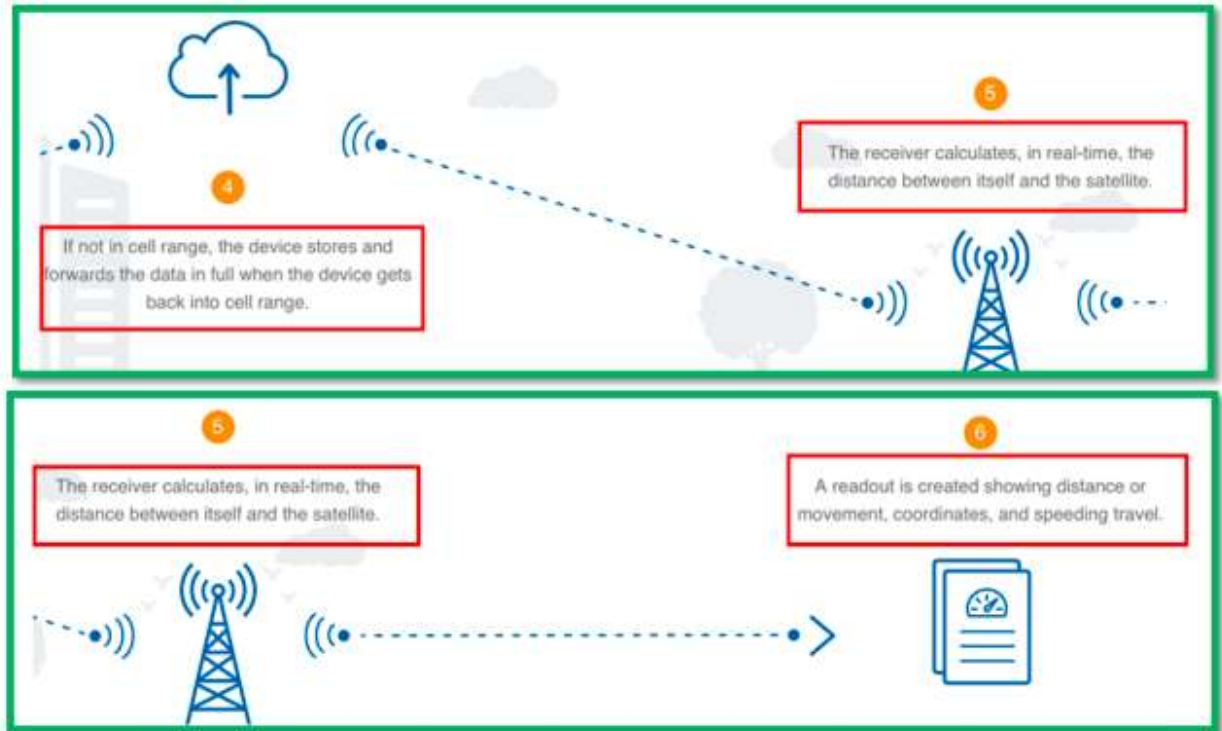 5
4
The receiver calculates, in real-time, the
distance between itself and the satellite.
If not in cell range, the device stores and
forwards the data in full when the device gets
back into cell range.
5
6
The receiver calculates, in real-time, the
distance between itself and the satellite.
A readout is created showing distance or
movement, coordinates, and speeding travel.